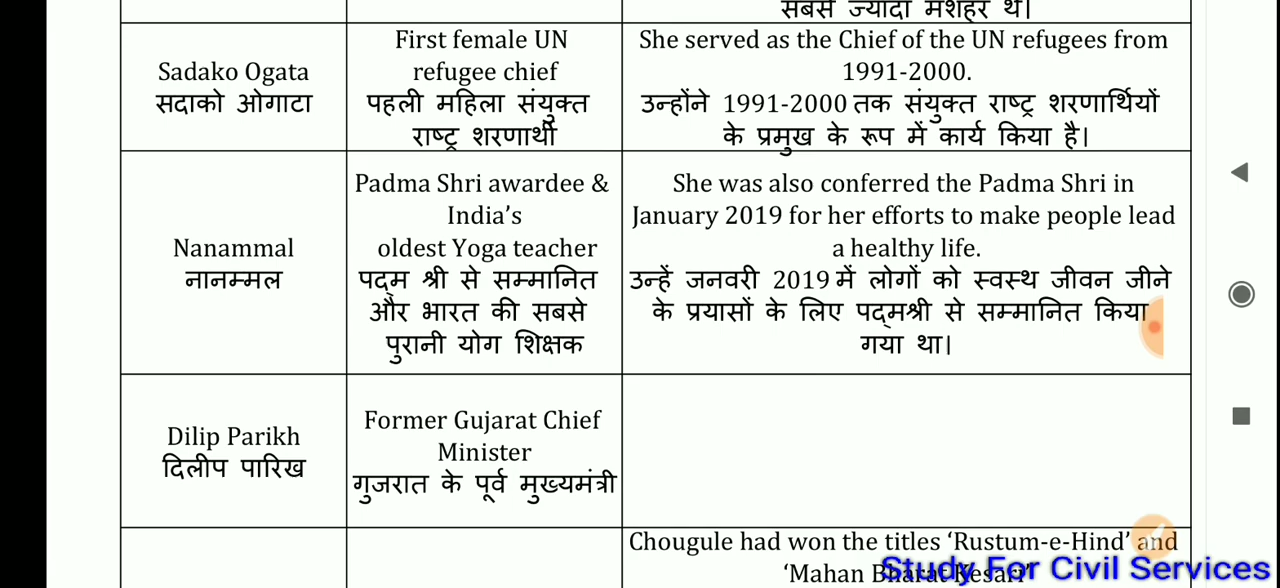 सबसे ज्यादा मशहूर थे।
Sadako Ogata
सदाको ओगाटा
First female UN
refugee chief
पहली महिला संयुक्त
राष्ट्र शरणार्थी
She served as the Chief of the UN refugees from
1991-2000.
उन्होंने 1991-2000 तक संयुक्त राष्ट्र शरणार्थियों
के प्रमुख के रूप में कार्य किया है।
Nanammal
नानम्मल
Padma Shri awardee &
India’s
oldest Yoga teacher
पद्म श्री से सम्मानित
और भारत की सबसे
पुरानी योग शिक्षक
She was also conferred the Padma Shri in
January 2019 for her efforts to make people lead
a healthy life.
उन्हें जनवरी 2019 में लोगों को स्वस्थ जीवन जीने
के प्रयासों के लिए पद्मश्री से सम्मानित किया
गया था।
Dilip Parikh
दिलीप पारिख
Former Gujarat Chief
Minister
गुजरात के पूर्व मुख्यमंत्री
Chougule had won the titles ‘Rustum-e-Hind’ and
‘Mahan Bharat Kesari’
Study For Civil Services